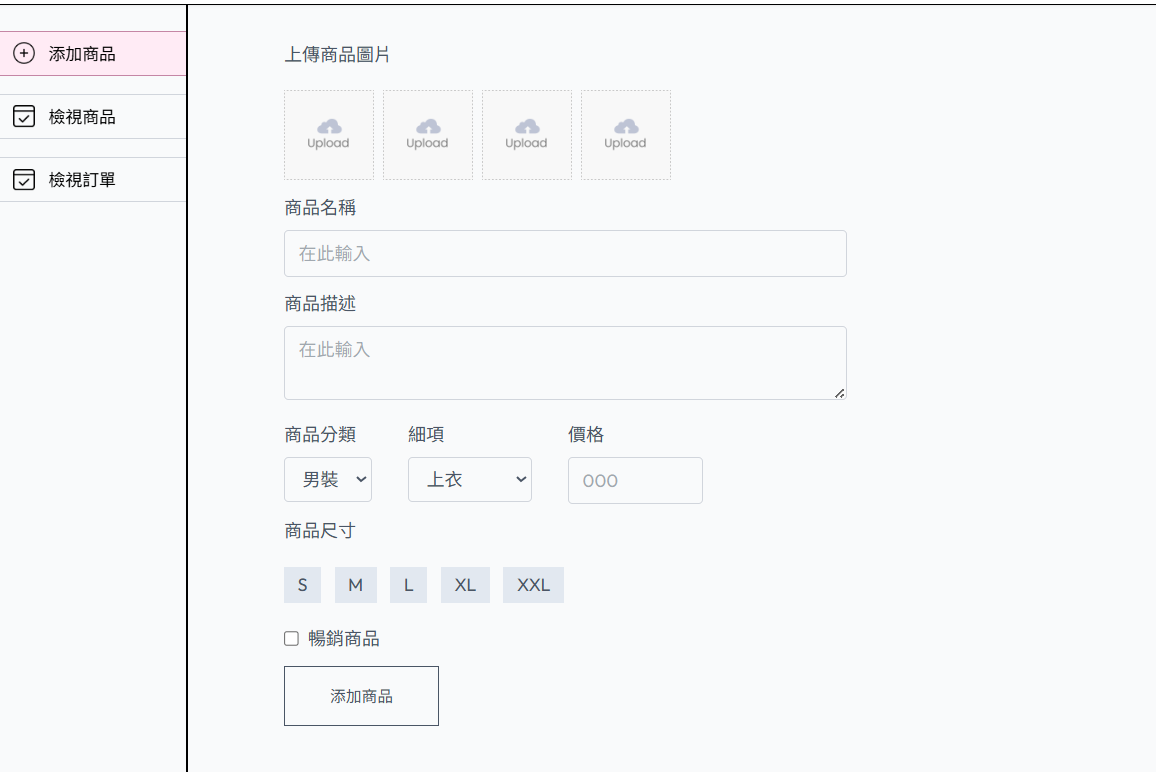 添加商品
檢視商品
檢視訂單
上傳商品圖片
Upload Upload Upload Upload
商品名稱
在此輸入
商品描述
在此輸入
商品分類 細項 價格
男裝 上衣 000
商品尺寸
S M L XL XXL
暢銷商品
添加商品